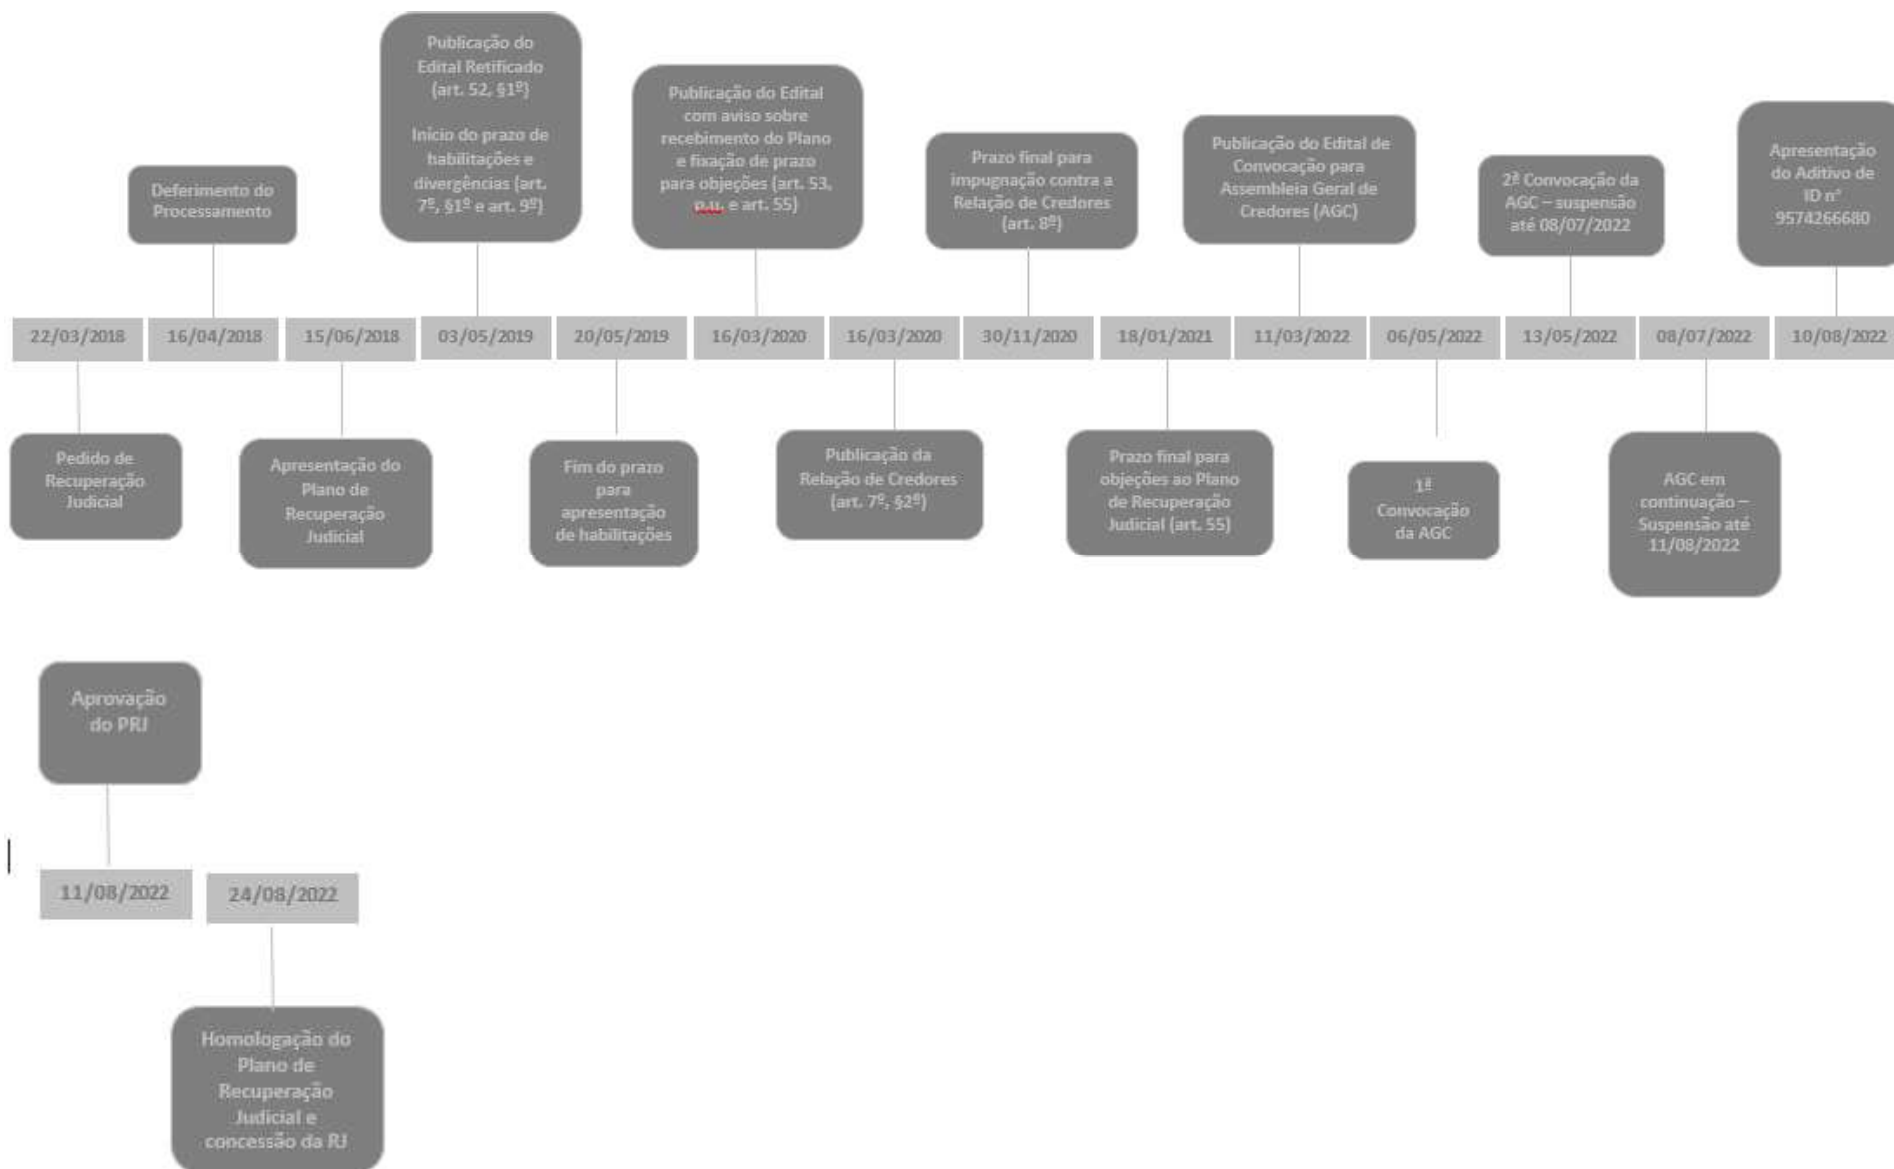 Publicação do
Edital Retificado
(art. 52, §1º)
Início do prazo de
habilitações e
divergências (art.
7º, §1º e art. 9º)
Publicação do Edital
com aviso sobre
recebimento do Plano
e fixação de prazo
para objeções (art. 53,
p.u. e art. 55)
Deferimento do
Processamento
Prazo final para
impugnação contra a
Relação de Credores
(art. 8º)
Publicação do Edital de
Convocação para
Assembleia Geral de
Credores (AGC)
2ª Convocação da
AGC – suspensão
até 08/07/2022
Apresentação
do Aditivo de
ID nº
9574266680
22/03/2018 16/04/2018 15/06/2018 03/05/2019 20/05/2019 16/03/2020 16/03/2020 30/11/2020 18/01/2021 11/03/2022 06/05/2022 13/05/2022 08/07/2022 10/08/2022
Pedido de
Recuperação
Judicial
Apresentação do
Plano de
Recuperação
Judicial
Fim do prazo
para
apresentação
de habilitações
Publicação da
Relação de Credores
(art. 7º, §2º)
Prazo final para
objeções ao Plano
de Recuperação
Judicial (art. 55)
1ª
Convocação
da AGC
AGC em
continuação –
Suspensão até
11/08/2022
Aprovação
do PRJ
11/08/2022 24/08/2022
Homologação do
Plano de
Recuperação
Judicial e
concessão da RJ